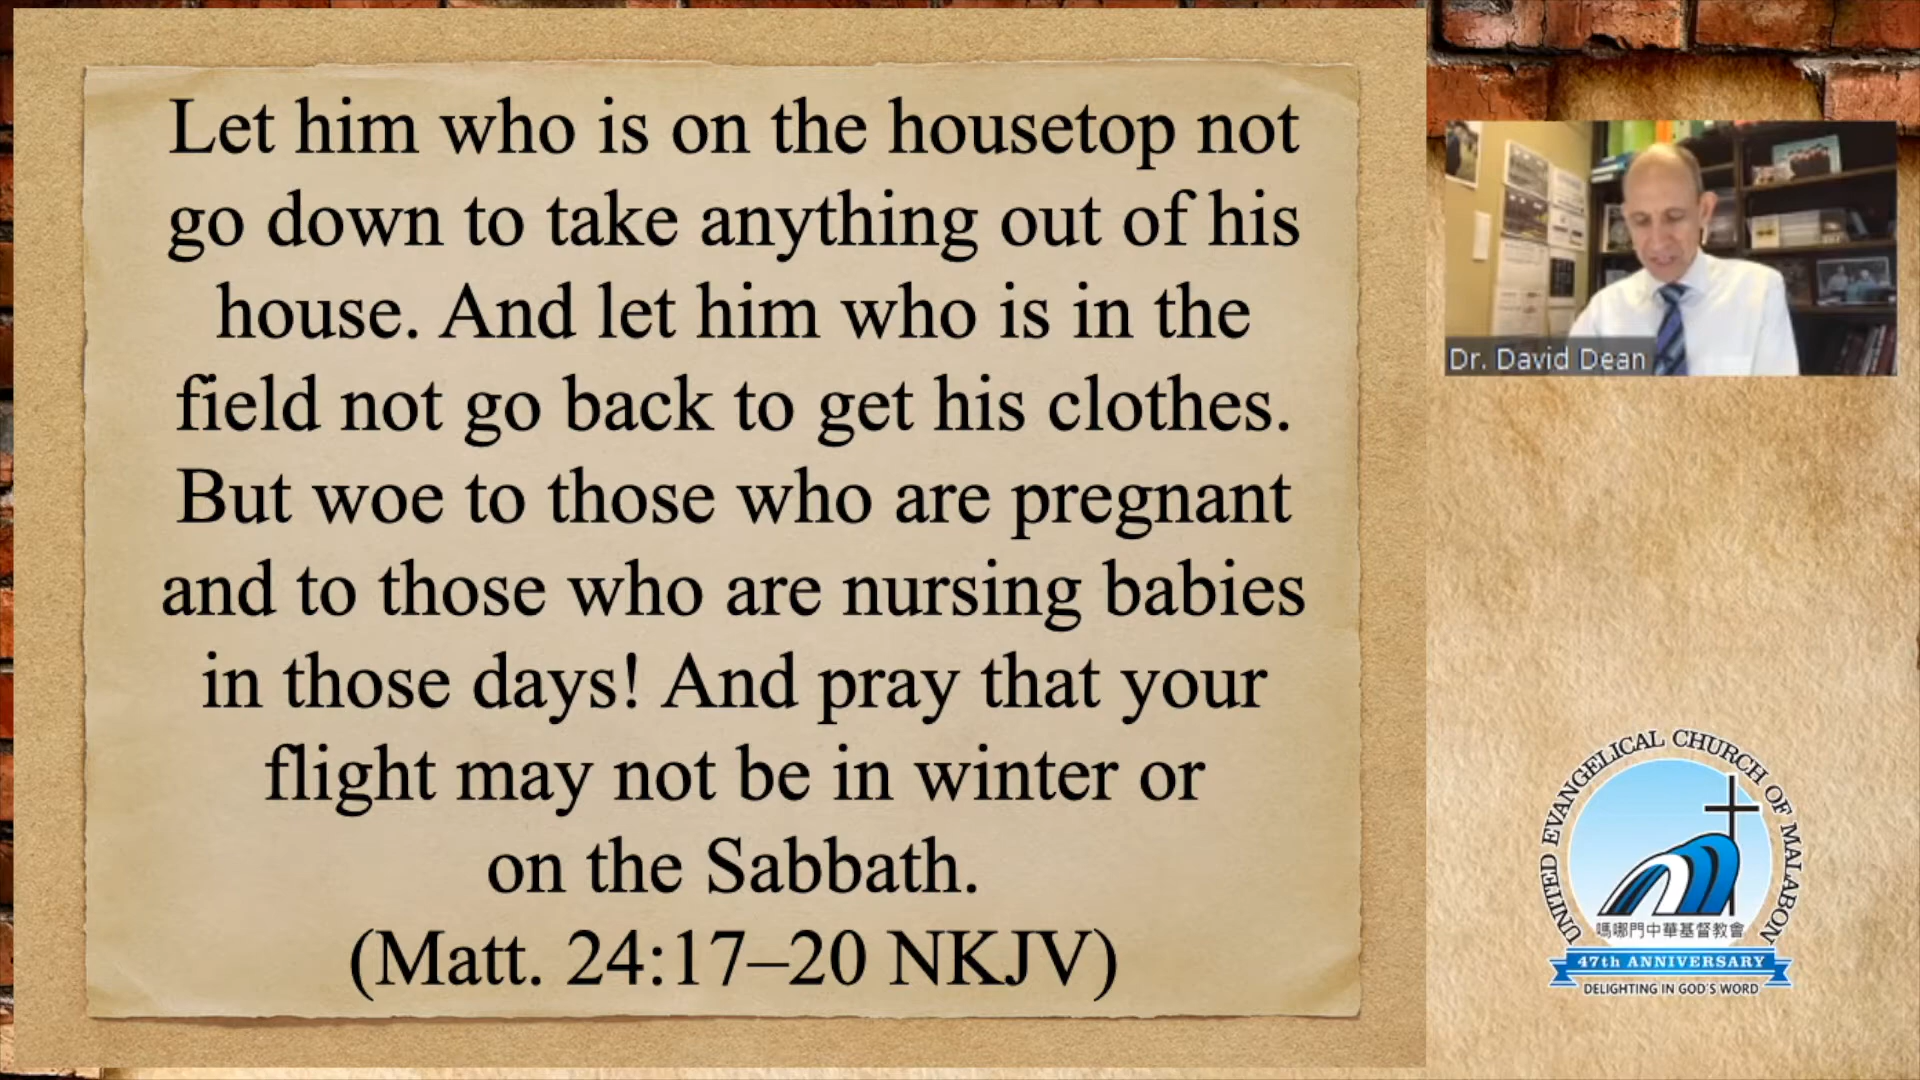 Let him who is on the housetop not
go down to take anything out of his
house. And let him who is in the
field not go back to get his clothes.
But woe to those who are pregnant
and to those who are nursing babies
in those days! And pray that your
flight may not be in winter or
on the Sabbath.
(Matt. 24:17–20 NKJV)
Dr. David Dean
UNITED EVANGELICAL CHURCH OF MALABON
嗎哪門中華基督教會
47th ANNIVERSARY
DELIGHTING IN GOD'S WORD